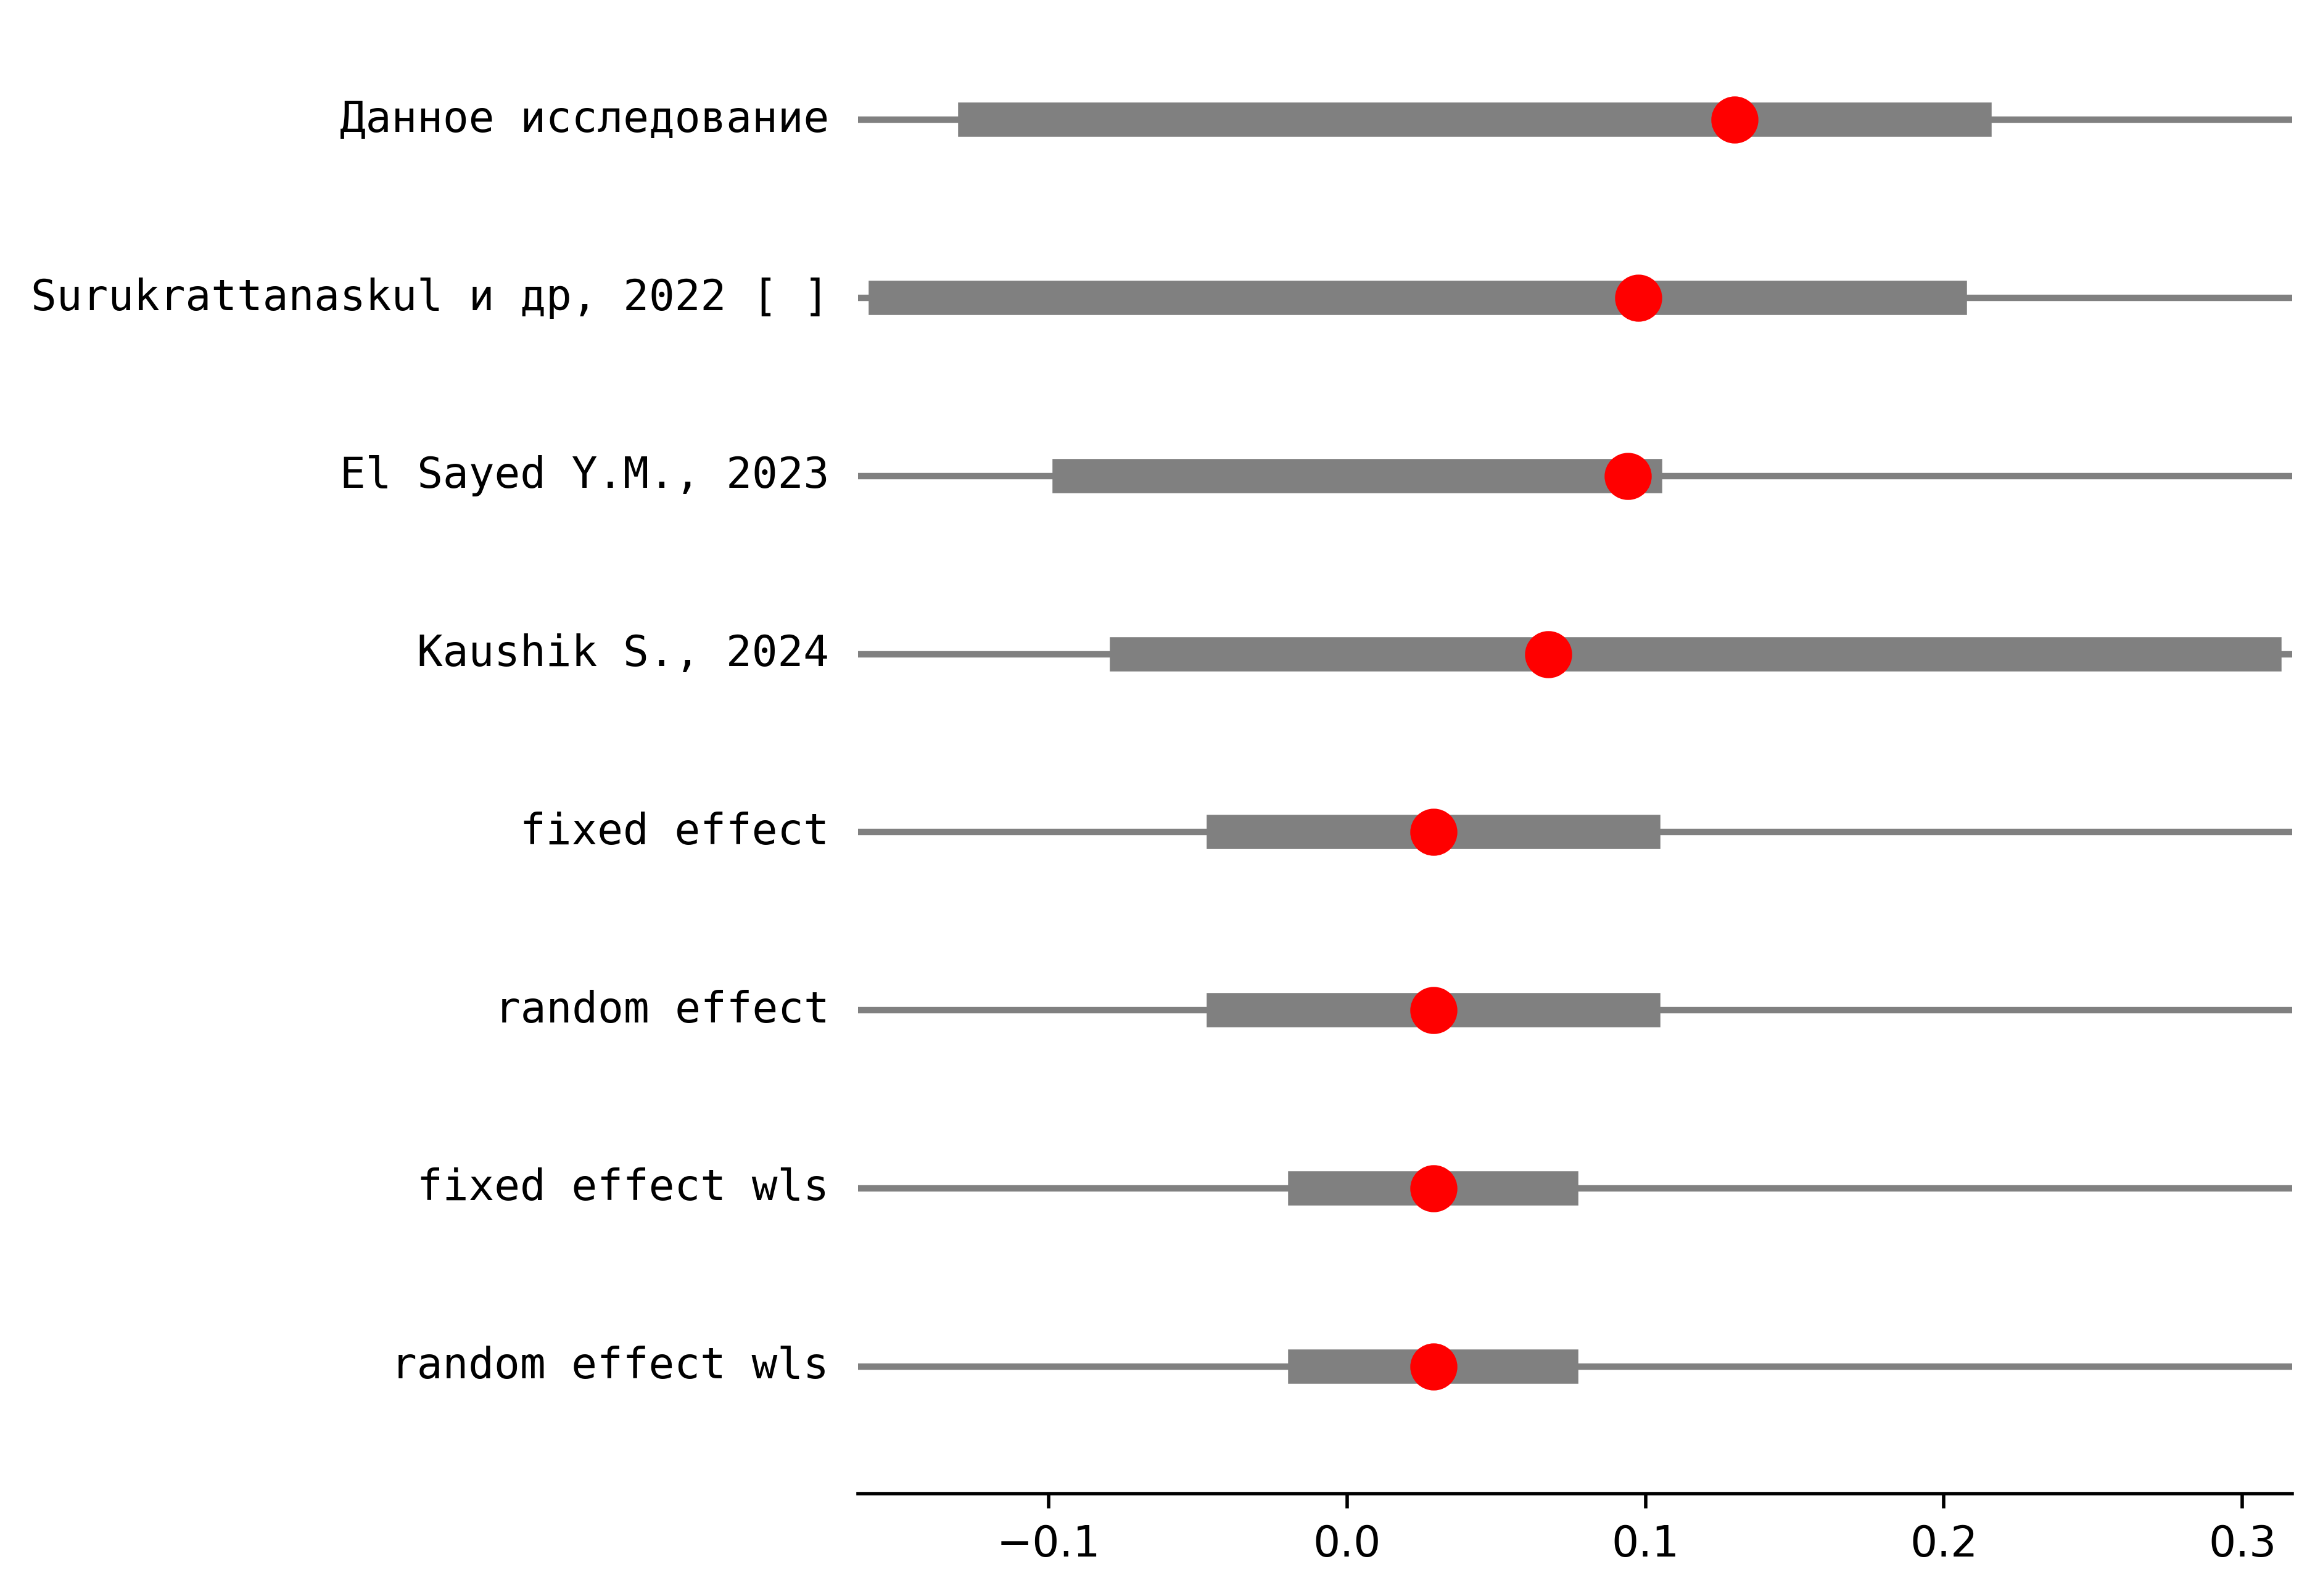 Данное исследование
Surukrattanaskul и др, 2022 [ ]
El Sayed Y.M., 2023
Kaushik S., 2024
fixed effect
random effect
fixed effect wls
random effect wls
−0.1 0.0 0.1 0.2 0.3